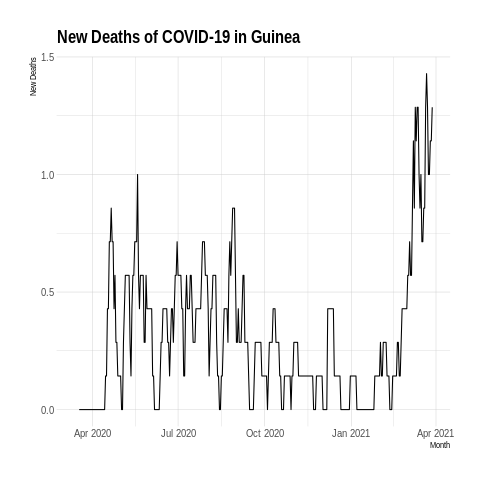 New Deaths of COVID-19 in Guinea
New Deaths
1.5
1.0
0.5
0.0
Apr 2020 Jul 2020 Oct 2020 Jan 2021 Apr 2021
Month